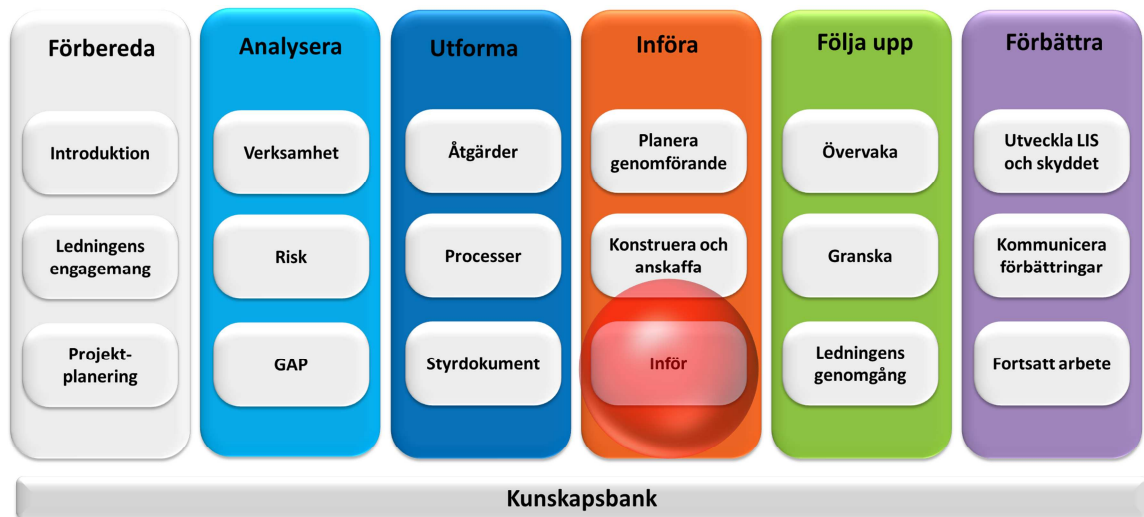 Förbereda
Introduktion
Ledningens
engagemang
Projekt-
planering
Analysera
Verksamhet
Risk
GAP
Utforma
Åtgärder
Processer
Styrdokument
Införa
Planera
genomförande
Konstruera och
anskaffa
Inför
Följa upp
Övervaka
Granska
Ledningens
genomgång
Förbättra
Utveckla LIS
och skyddet
Kommunicera
förbättringar
Fortsatt arbete
Kunskapsbank